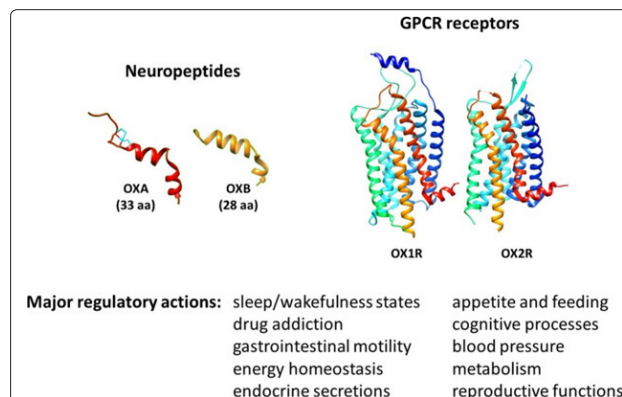 GPCR receptors
Neuropeptides
OXA
(33 aa)
OXB
(28 aa)
OX1R
OX2R
Major regulatory actions: sleep/wakefulness states appetite and feeding
drug addiction cognitive processes
gastrointestinal motility blood pressure
energy homeostasis metabolism
endocrine secretions reproductive functions